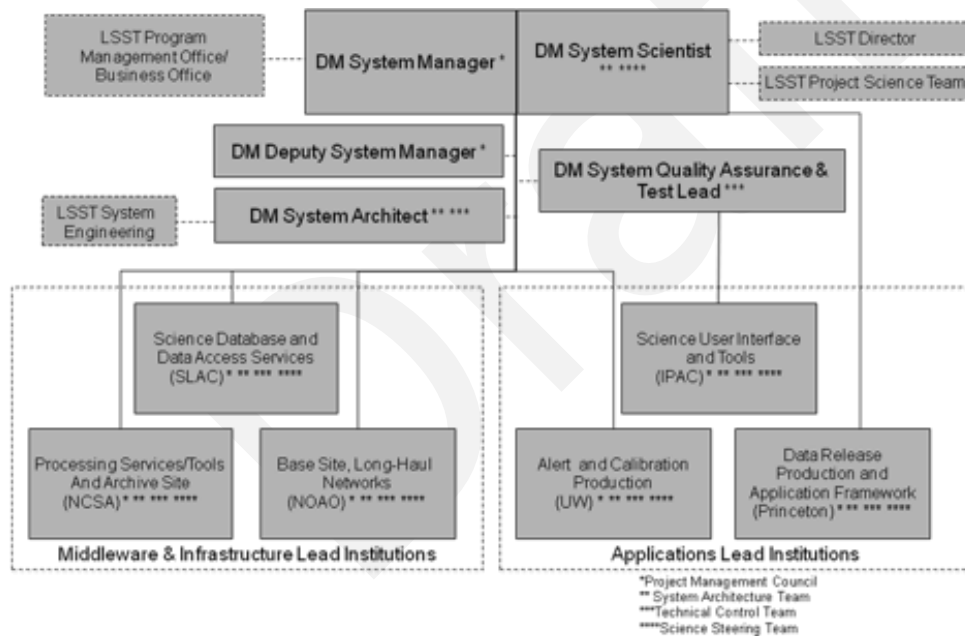 LSST Program
Management Office/
Business Office
DM System Manager *
DM System Scientist
** ****
LSST Director
LSST Project Science Team
DM Deputy System Manager *
DM System Quality Assurance &
Test Lead ***
LSST System
Engineering
DM System Architect ** ***
Science Database and
Data Access Services
(SLAC) * ** *** ****
Science User Interface
and Tools
(IPAC) * ** *** ****
Processing Services/Tools
And Archive Site
(NCSA) * ** *** ****
Base Site, Long-Haul
Networks
(NOAO) * ** *** ****
Alert and Calibration
Production
(UW) * ** *** ****
Data Release
Production and
Application Framework
(Princeton) * ** *** ****
Middleware & Infrastructure Lead Institutions
Applications Lead Institutions
*Project Management Council
** System Architecture Team
***Technical Control Team
****Science Steering Team
Draft